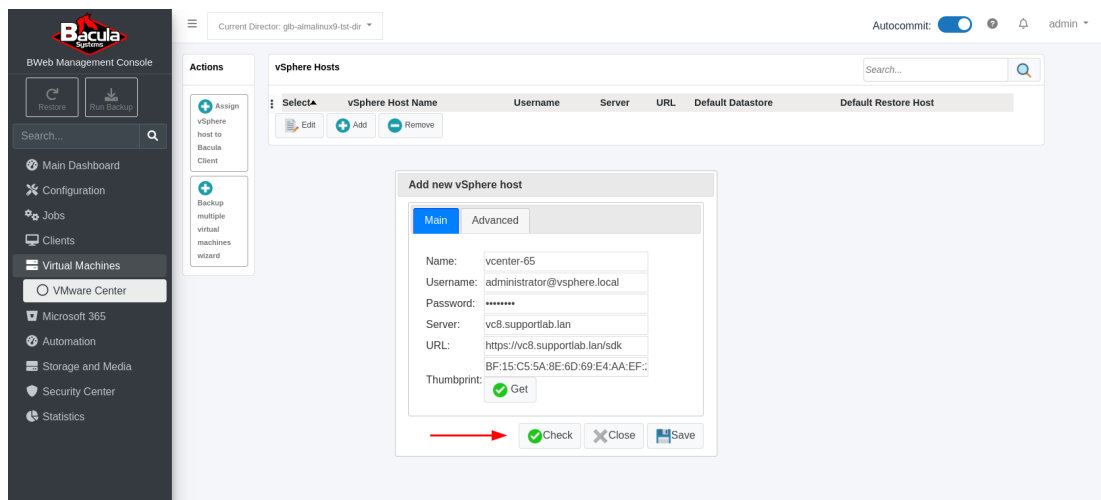 Bacula
Systems
BWeb Management Console
Restore
Run Backup
Search...
Main Dashboard
Configuration
Jobs
Clients
Virtual Machines
VMware Center
Microsoft 365
Automation
Storage and Media
Security Center
Statistics
Current Director: glb-almalinux9-tst-dir
Autocommit:
admin
Actions
Assign
vSphere
host to
Bacula
Client
Backup
multiple
virtual
machines
wizard
vSphere Hosts
Search...
Select vSphere Host Name Username Server URL Default Datastore Default Restore Host
Edit Add Remove
Add new vSphere host
Main Advanced
Name: vcenter-65
Username: administrator@vsphere.local
Password: ••••••••
Server: vc8.supportlab.lan
URL: https://vc8.supportlab.lan/sdk
BF:15:C5:5A:8E:6D:69:E4:AA:EF:
Thumbprint:
Get
Check Close Save